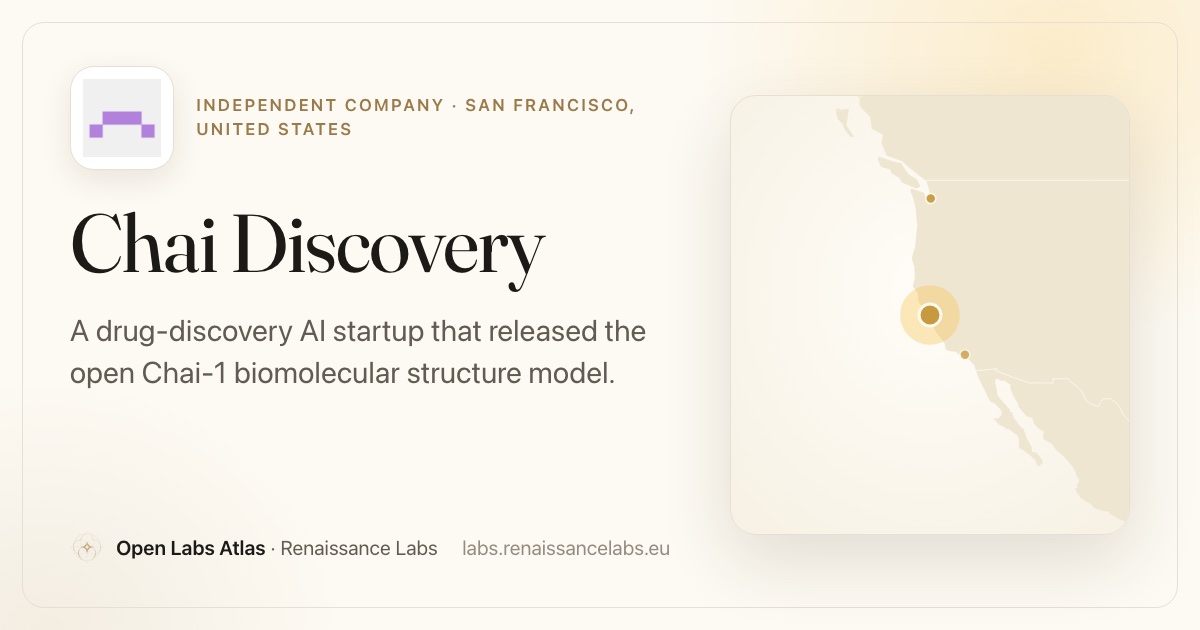 INDEPENDENT COMPANY · SAN FRANCISCO,
UNITED STATES
Chai Discovery
A drug-discovery AI startup that released the
open Chai-1 biomolecular structure model.
Open Labs Atlas · Renaissance Labs labs.renaissancelabs.eu